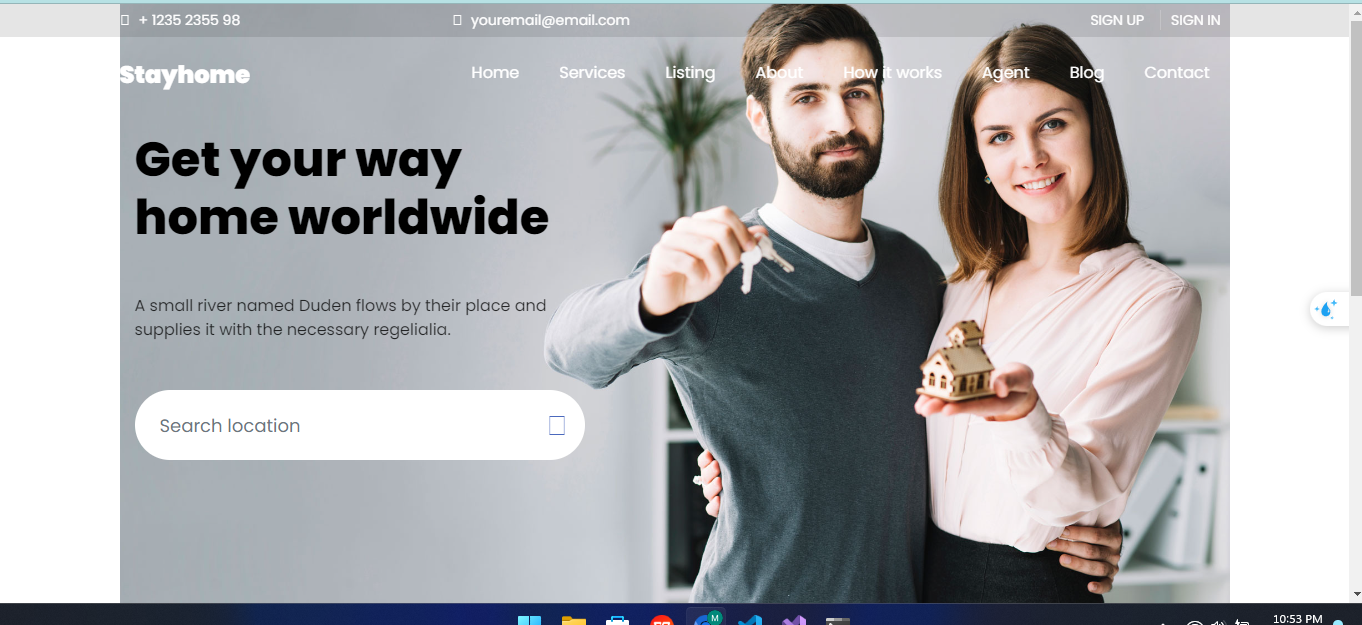 + 1235 2355 98 youremail@email.com SIGN UP SIGN IN
Stayhome Home Services Listing About How it works Agent Blog Contact
Get your way
home worldwide
A small river named Duden flows by their place and
supplies it with the necessary regelialia.
Search location
M
10:53 PM